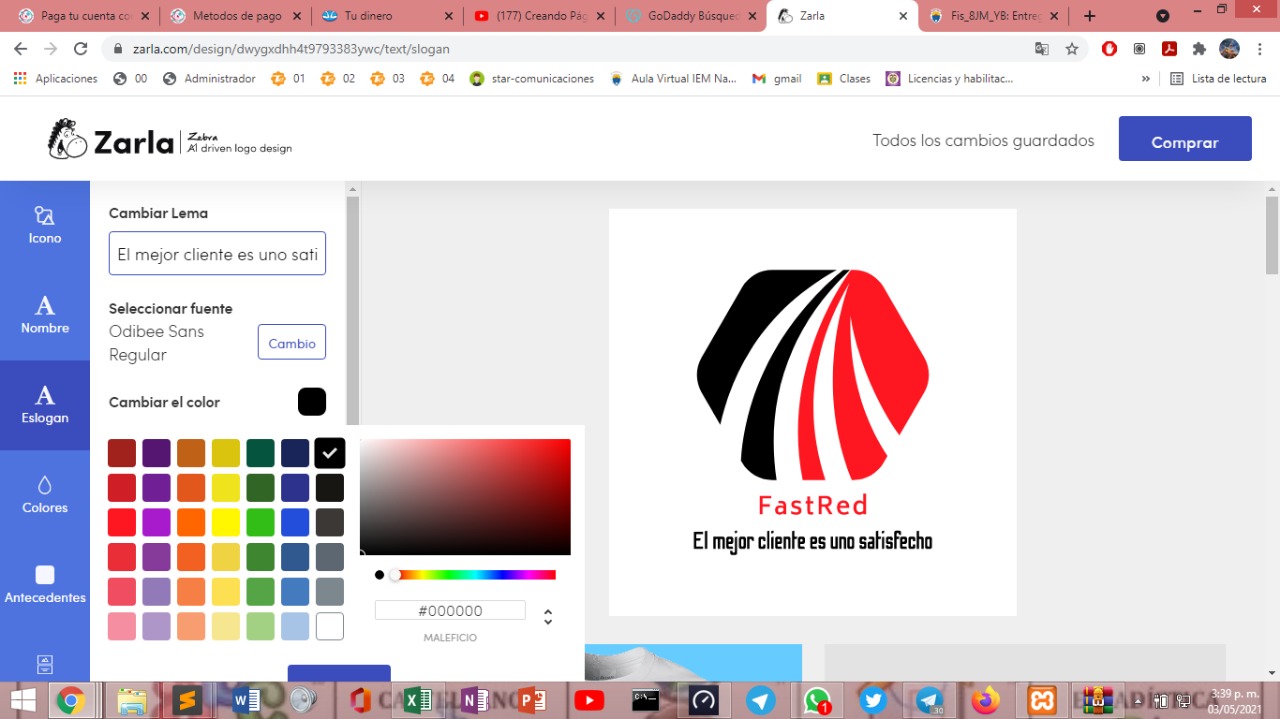 Paga tu cuenta co
Metodos de pago
Tu dinero
(177) Creando Pág
GoDaddy Búsqued
Zarla
Fis_8JM_YB: Entreg
zarla.com/design/dwygxdhh4t9793383ywc/text/slogan
Aplicaciones
00
Administrador
01
02
03
04
star-comunicaciones
Aula Virtual IEM Na...
gmail
Clases
Licencias y habilitac...
»
Lista de lectura
Zarla
Zebra
AI driven logo design
Todos los cambios guardados
Comprar
Icono
Nombre
Eslogan
Colores
Antecedentes
Cambiar Lema
El mejor cliente es uno sati
Seleccionar fuente
Odibee Sans
Regular
Cambio
Cambiar el color
#000000
MALEFICIO
FastRed
El mejor cliente es uno satisfecho
CASTELLANO
ESTADÍSTICA
1
30
3:39 p. m.
03/05/2021